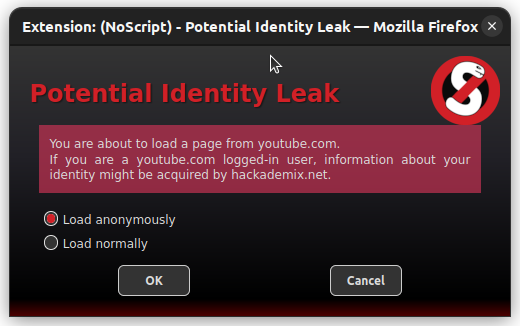 Extension: (NoScript) - Potential Identity Leak — Mozilla Firefox
Potential Identity Leak
You are about to load a page from youtube.com.
If you are a youtube.com logged-in user, information about your
identity might be acquired by hackademix.net.
Load anonymously
Load normally
OK
Cancel